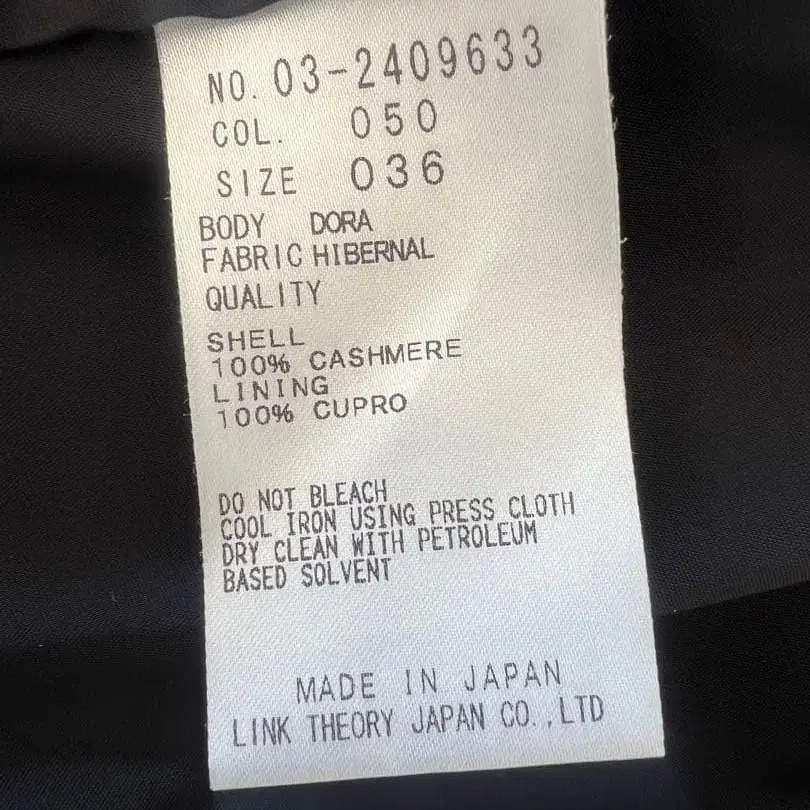 NO. 03-2409633
COL. 050
SIZE 036
BODY DORA
FABRIC HIBERNAL
QUALITY
SHELL
100% CASHMERE
LINING
100% CUPRO
DO NOT BLEACH
COOL IRON USING PRESS CLOTH
DRY CLEAN WITH PETROLEUM
BASED SOLVENT
MADE IN JAPAN
LINK THEORY JAPAN CO.,LTD